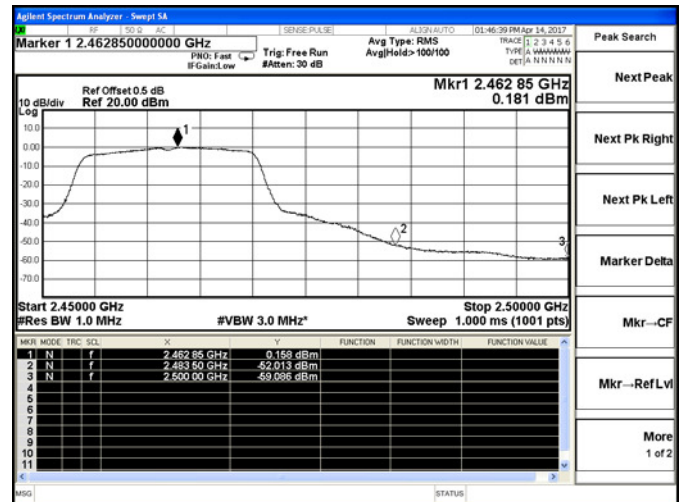 Agilent Spectrum Analyzer - Swept SA
RF 50 Ω AC SENSE:PULSE ALIGN AUTO 01:46:39 PM Apr 14, 2017
Marker 1 2.462850000000 GHz
PNO: Fast
IFGain:Low
Trig: Free Run
#Atten: 30 dB
Avg Type: RMS
Avg|Hold:>100/100
TRACE 1 2 3 4 5 6
TYPE A WWWWW
DET A N N N N N
Peak Search
Next Peak
Next Pk Right
Next Pk Left
Marker Delta
Mkr→CF
Mkr→Ref Lvl
More
1 of 2
Ref Offset 0.5 dB
10 dB/div Ref 20.00 dBm
Log
Mkr1 2.462 85 GHz
0.181 dBm
10.0
0.00
-10.0
-20.0
-30.0
-40.0
-50.0
-60.0
-70.0
1
2
3
Start 2.45000 GHz Stop 2.50000 GHz
#Res BW 1.0 MHz #VBW 3.0 MHz* Sweep 1.000 ms (1001 pts)
MKR MODE TRC SCL X Y FUNCTION FUNCTION WIDTH FUNCTION VALUE
1 N f 2.462 85 GHz 0.158 dBm
2 N f 2.483 50 GHz -52.013 dBm
3 N f 2.500 00 GHz -59.086 dBm
4
5
6
7
8
9
10
11
MSG STATUS